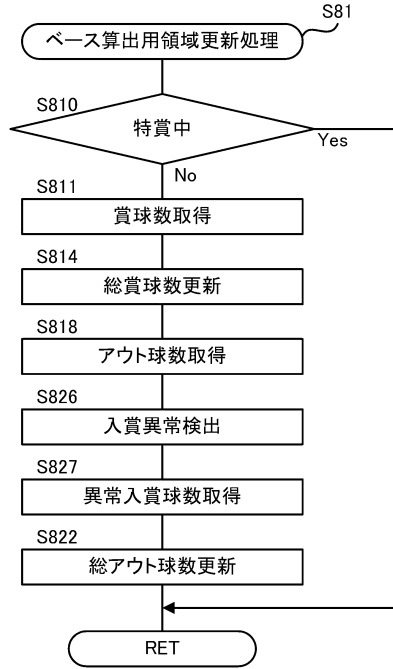 S81
ベース算出用領域更新処理
S810
特賞中
Yes
No
S811
賞球数取得
S814
総賞球数更新
S818
アウト球数取得
S826
入賞異常検出
S827
異常入賞球数取得
S822
総アウト球数更新
RET